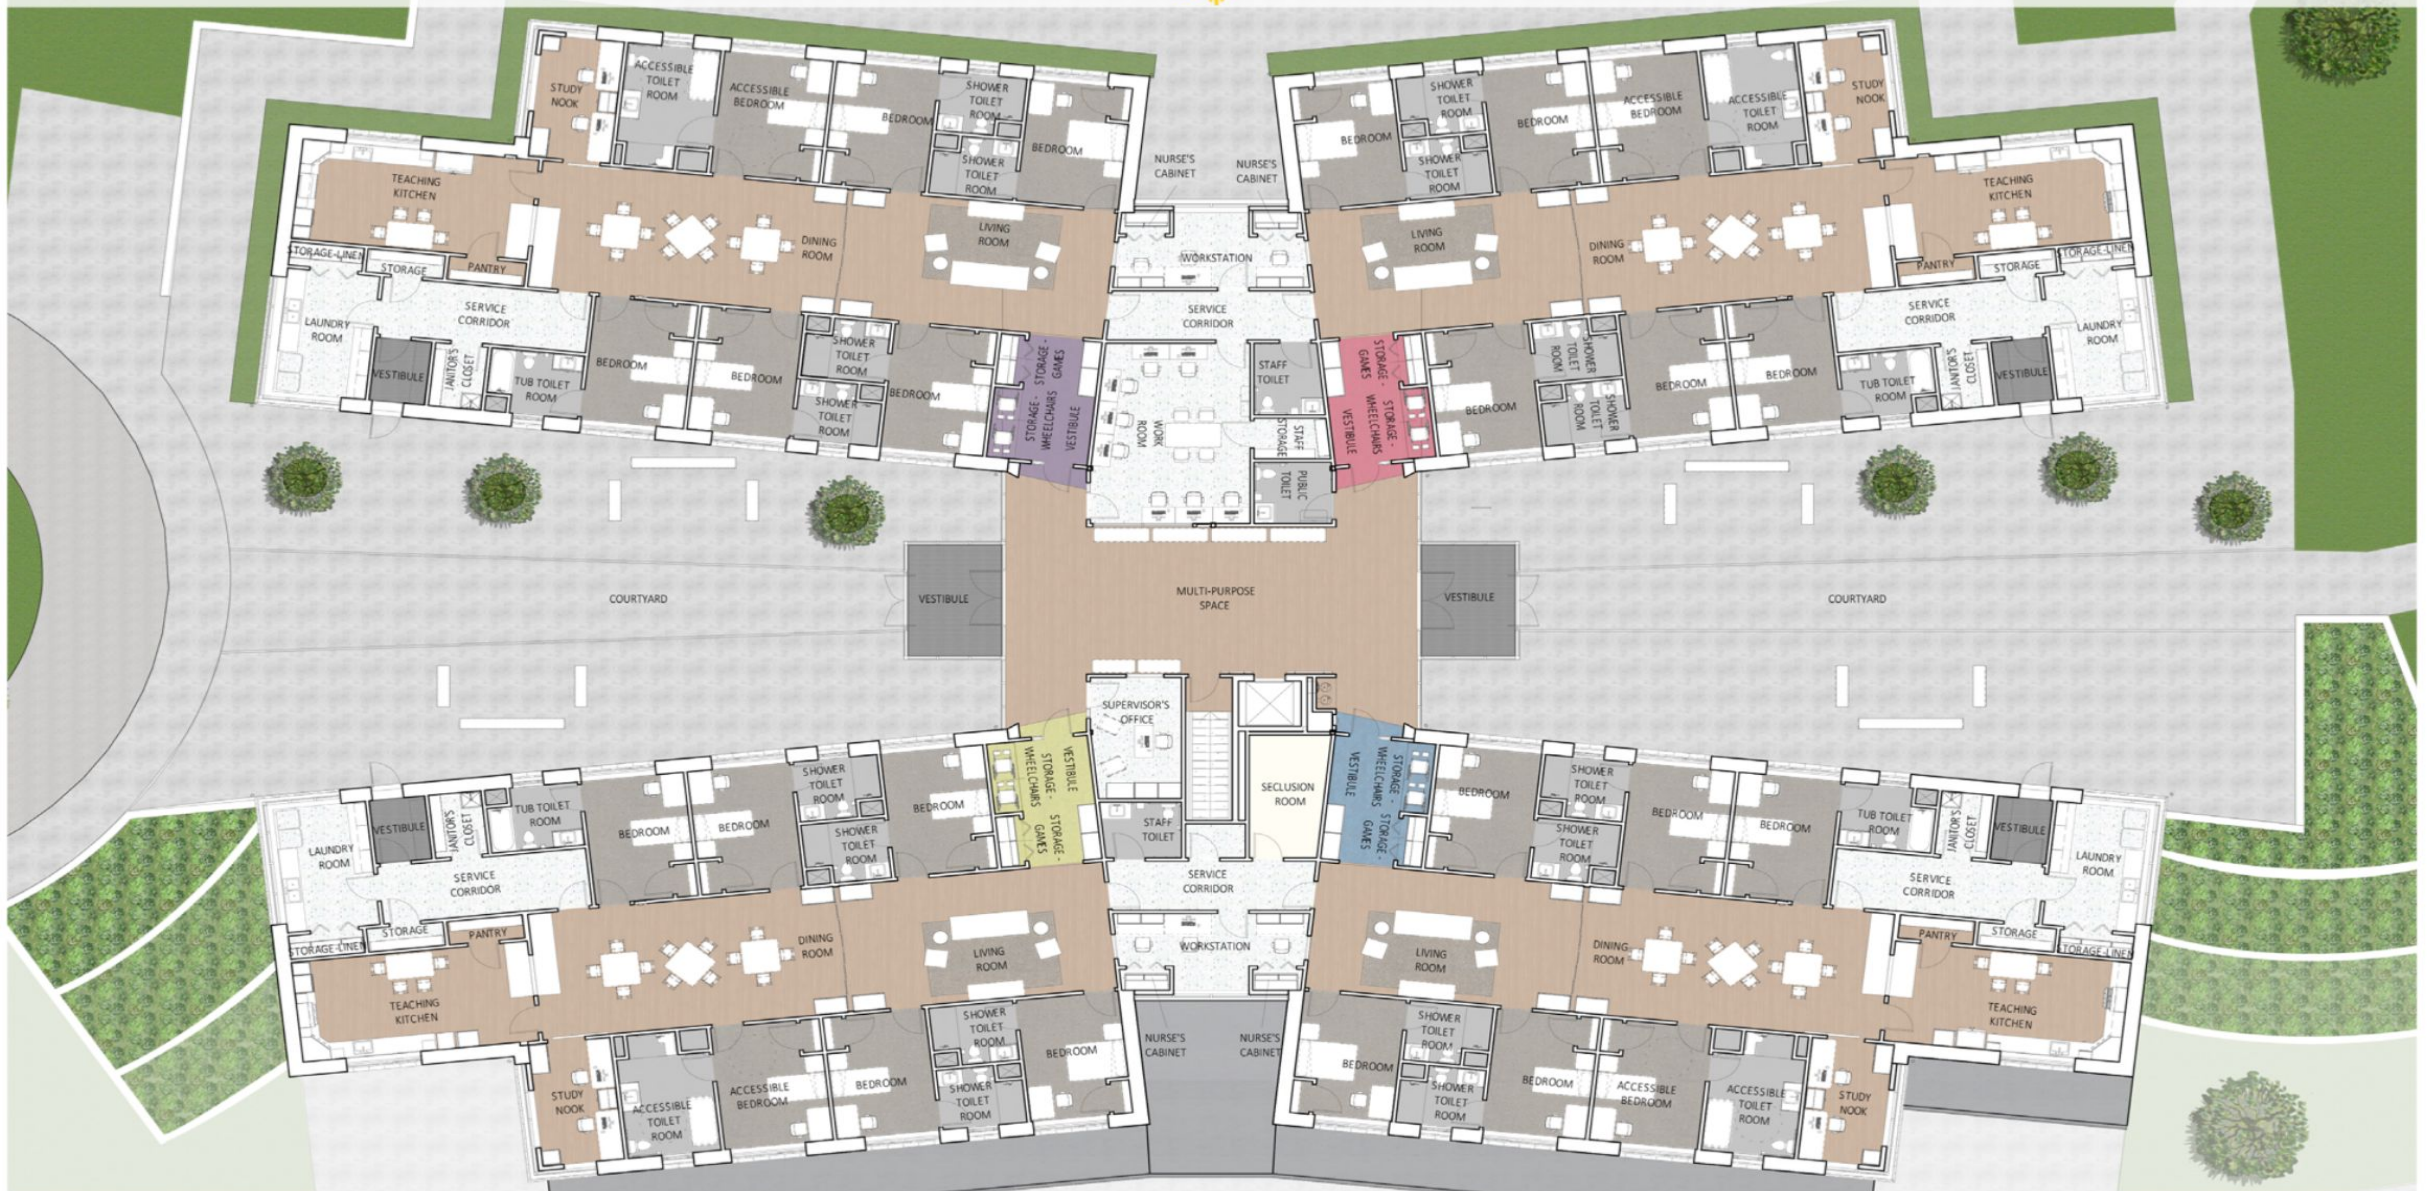 STUDY
NOOK
ACCESSIBLE
TOILET
ROOM
ACCESSIBLE
BEDROOM
BEDROOM
SHOWER
TOILET
ROOM
SHOWER
TOILET
ROOM
BEDROOM
TEACHING
KITCHEN
DINING
ROOM
LIVING
ROOM
STORAGE-LINEN
STORAGE
PANTRY
LAUNDRY
ROOM
SERVICE
CORRIDOR
VESTIBULE
JANITOR'S
CLOSET
TUB TOILET
ROOM
BEDROOM
BEDROOM
SHOWER
TOILET
ROOM
SHOWER
TOILET
ROOM
BEDROOM
STORAGE -
GAMES
STORAGE -
WHEELCHAIRS
VESTIBULE
NURSE'S
CABINET
NURSE'S
CABINET
WORKSTATION
SERVICE
CORRIDOR
WORK
ROOM
STAFF
TOILET
STAFF
STORAGE
PUBLIC
TOILET
BEDROOM
SHOWER
TOILET
ROOM
SHOWER
TOILET
ROOM
BEDROOM
ACCESSIBLE
BEDROOM
ACCESSIBLE
TOILET
ROOM
STUDY
NOOK
LIVING
ROOM
DINING
ROOM
TEACHING
KITCHEN
PANTRY
STORAGE
STORAGE-LINEN
SERVICE
CORRIDOR
LAUNDRY
ROOM
STORAGE -
GAMES
STORAGE -
WHEELCHAIRS
VESTIBULE
BEDROOM
SHOWER
TOILET
ROOM
SHOWER
TOILET
ROOM
BEDROOM
BEDROOM
TUB TOILET
ROOM
JANITOR'S
CLOSET
VESTIBULE
COURTYARD
VESTIBULE
MULTI-PURPOSE
SPACE
VESTIBULE
COURTYARD
LAUNDRY
ROOM
VESTIBULE
JANITOR'S
CLOSET
TUB TOILET
ROOM
BEDROOM
BEDROOM
SHOWER
TOILET
ROOM
SHOWER
TOILET
ROOM
BEDROOM
VESTIBULE
STORAGE -
WHEELCHAIRS
STORAGE -
GAMES
SERVICE
CORRIDOR
STORAGE-LINEN
STORAGE
PANTRY
TEACHING
KITCHEN
DINING
ROOM
LIVING
ROOM
STUDY
NOOK
ACCESSIBLE
TOILET
ROOM
ACCESSIBLE
BEDROOM
BEDROOM
SHOWER
TOILET
ROOM
SHOWER
TOILET
ROOM
BEDROOM
SUPERVISOR'S
OFFICE
STAFF
TOILET
SECLUSION
ROOM
SERVICE
CORRIDOR
WORKSTATION
NURSE'S
CABINET
NURSE'S
CABINET
VESTIBULE
STORAGE -
WHEELCHAIRS
STORAGE -
GAMES
BEDROOM
SHOWER
TOILET
ROOM
SHOWER
TOILET
ROOM
BEDROOM
BEDROOM
TUB TOILET
ROOM
JANITOR'S
CLOSET
VESTIBULE
LAUNDRY
ROOM
SERVICE
CORRIDOR
LIVING
ROOM
DINING
ROOM
PANTRY
STORAGE
STORAGE-LINEN
TEACHING
KITCHEN
BEDROOM
SHOWER
TOILET
ROOM
SHOWER
TOILET
ROOM
BEDROOM
ACCESSIBLE
BEDROOM
ACCESSIBLE
TOILET
ROOM
STUDY
NOOK